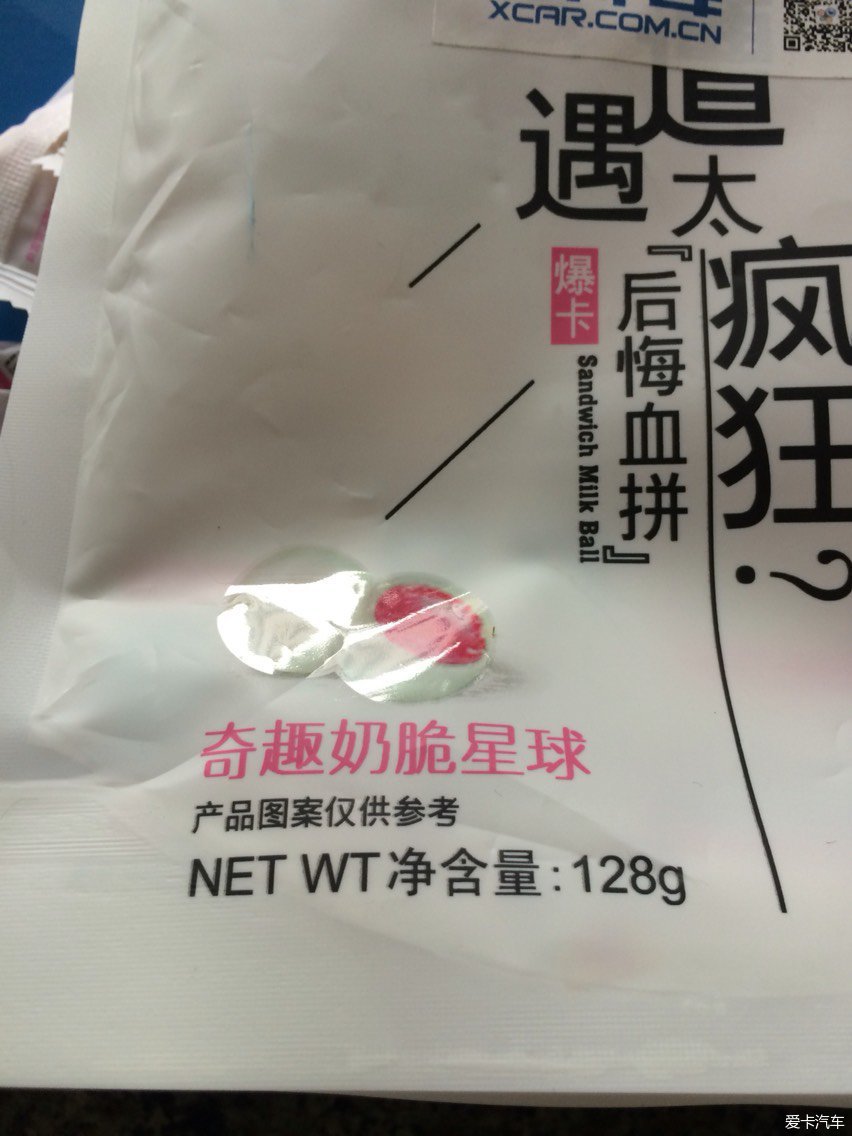 XCAR.COM.CN
遇
太
疯狂?
『后悔血拼』
爆卡
Sandwich Milk Ball
奇趣奶脆星球
产品图案仅供参考
NET WT 净含量:128g
爱卡汽车